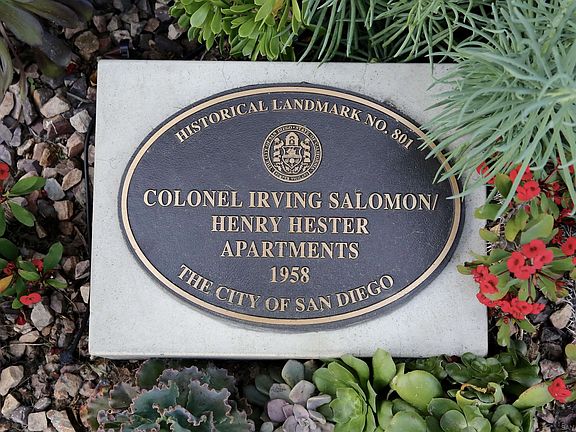 HISTORICAL LANDMARK NO. 801
COLONEL IRVING SALOMON/
HENRY HESTER
APARTMENTS
1958
THE CITY OF SAN DIEGO